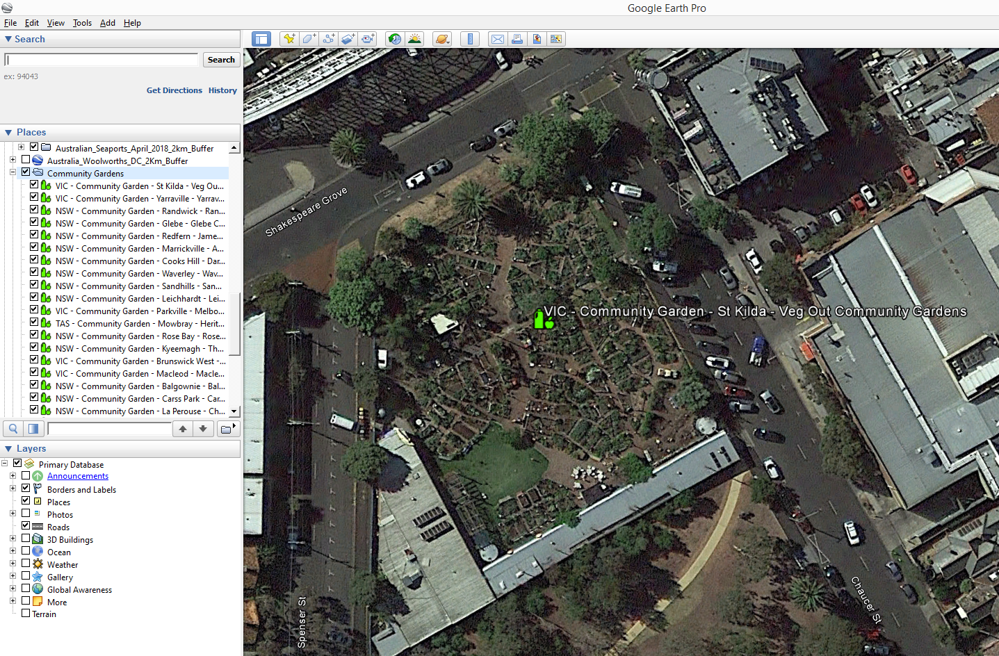 Google Earth Pro
File Edit View Tools Add Help
Search
Search
ex: 94043
Get Directions History
Places
Australian_Seaports_April_2018_2km_Buffer
Australia_Woolworths_DC_2Km_Buffer
Community Gardens
VIC - Community Garden - St Kilda - Veg Ou...
VIC - Community Garden - Yarraville - Yarrav...
NSW - Community Garden - Randwick - Ran...
NSW - Community Garden - Glebe - Glebe C...
NSW - Community Garden - Redfern - Jame...
NSW - Community Garden - Marrickville - A...
NSW - Community Garden - Cooks Hill - Dar...
NSW - Community Garden - Waverley - Wav...
NSW - Community Garden - Sandhills - San...
NSW - Community Garden - Leichhardt - Lei...
VIC - Community Garden - Parkville - Melbo...
TAS - Community Garden - Mowbray - Herit...
NSW - Community Garden - Rose Bay - Rose...
NSW - Community Garden - Kyeemagh - Th...
VIC - Community Garden - Brunswick West -...
VIC - Community Garden - Macleod - Macle...
NSW - Community Garden - Balgownie - Bal...
NSW - Community Garden - Carss Park - Car...
NSW - Community Garden - La Perouse - Ch...
Layers
Primary Database
Announcements
Borders and Labels
Places
Photos
Roads
3D Buildings
Ocean
Weather
Gallery
Global Awareness
More
Terrain
Shakespeare Grove
VIC - Community Garden - St Kilda - Veg Out Community Gardens
Spenser St
Chaucer St